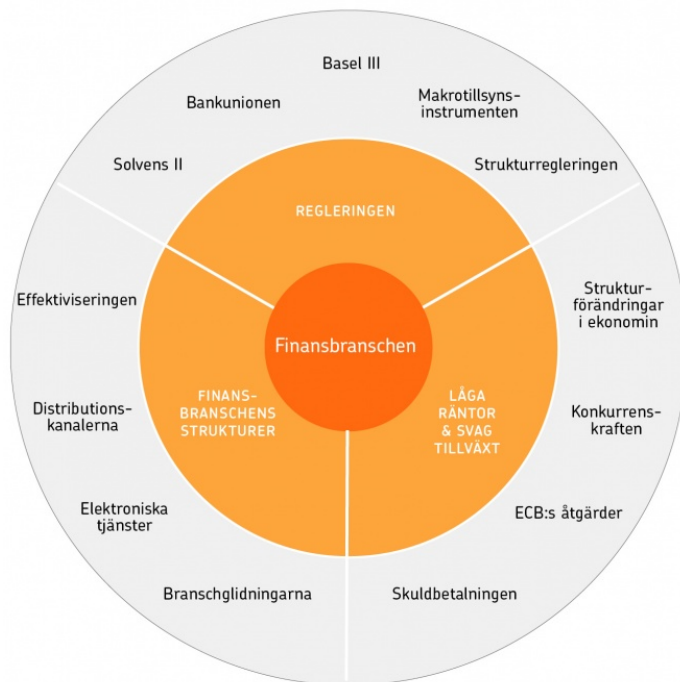 Basel III
Bankunionen
Makrotillsyns-
instrumenten
Solvens II
Strukturregleringen
REGLERINGEN
Effektiviseringen
Struktur-
förändringar
i ekonomin
Finansbranschen
FINANS-
BRANSCHENS
STRUKTURER
LÅGA
RÄNTOR
& SVAG
TILLVÄXT
Distributions-
kanalerna
Konkurrens-
kraften
Elektroniska
tjänster
ECB:s åtgärder
Branschglidningarna
Skuldbetalningen